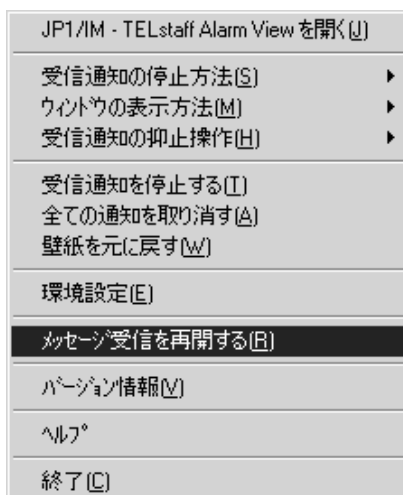 JP1/IM - TELstaff Alarm View を開く(J)
受信通知の停止方法(S)
ウィンドウの表示方法(M)
受信通知の抑止操作(H)
受信通知を停止する(T)
全ての通知を取り消す(A)
壁紙を元に戻す(W)
環境設定(E)
メッセージ受信を再開する(R)
バージョン情報(V)
ヘルプ
終了(C)